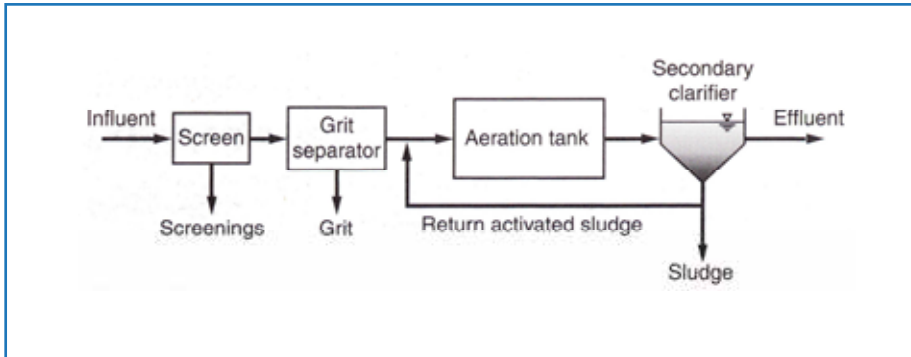 Secondary
clarifier
Influent
Screen
Grit
separator
Aeration tank
Effluent
Screenings
Grit
Return activated sludge
Sludge